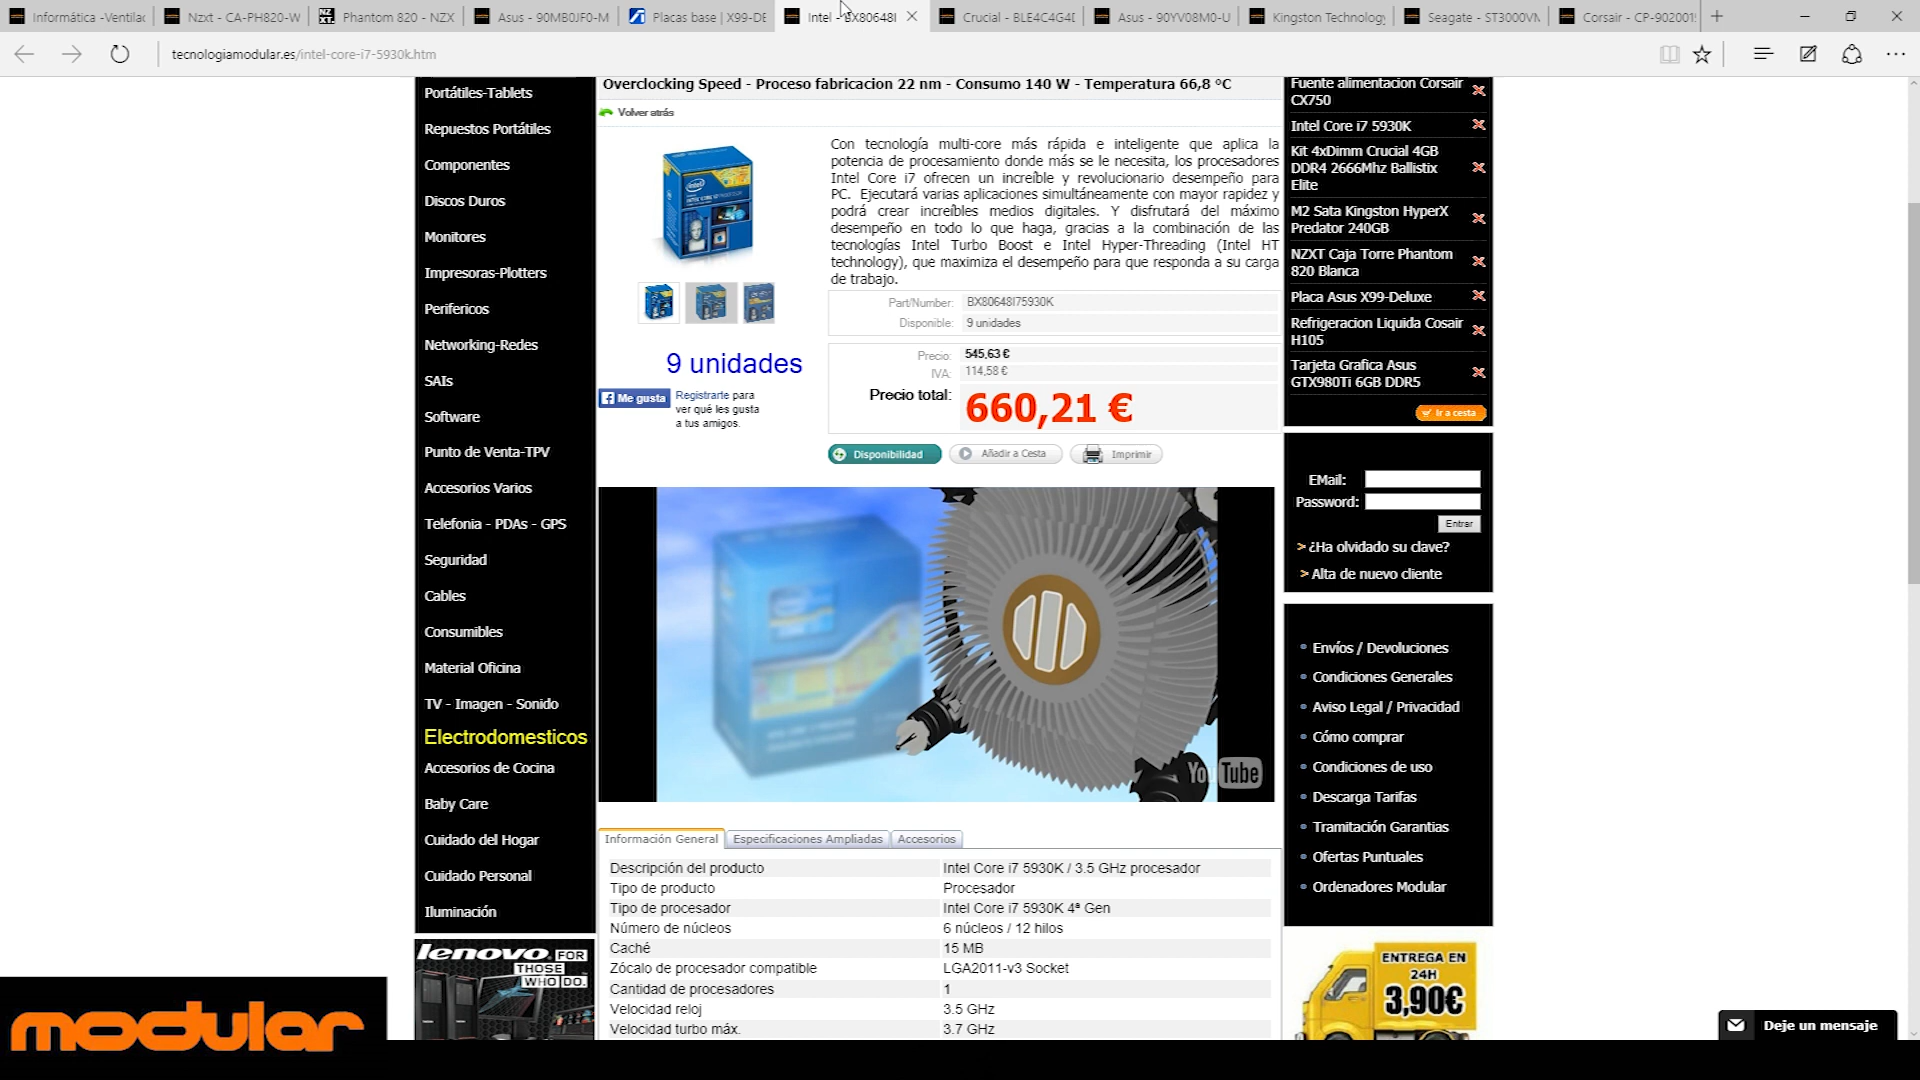 Informática -Ventilac
Nzxt - CA-PH820-W
Phantom 820 - NZX
Asus - 90MB0JF0-M
Placas base | X99-DE
Intel - BX80648I
Crucial - BLE4C4G4D
Asus - 90YV08M0-U
Kingston Technology
Seagate - ST3000VN
Corsair - CP-902001
tecnologiamodular.es/intel-core-i7-5930k.htm
Portátiles-Tablets
Repuestos Portátiles
Componentes
Discos Duros
Monitores
Impresoras-Plotters
Perifericos
Networking-Redes
SAIs
Software
Punto de Venta-TPV
Accesorios Varios
Telefonia - PDAs - GPS
Seguridad
Cables
Consumibles
Material Oficina
TV - Imagen - Sonido
Electrodomesticos
Accesorios de Cocina
Baby Care
Cuidado del Hogar
Cuidado Personal
Iluminación
lenovo FOR
THOSE
WHO DO.
modular
Overclocking Speed - Proceso fabricacion 22 nm - Consumo 140 W - Temperatura 66,8 ºC
Volver atrás
Con tecnología multi-core más rápida e inteligente que aplica la
potencia de procesamiento donde más se le necesita, los procesadores
Intel Core i7 ofrecen un increíble y revolucionario desempeño para
PC. Ejecutará varias aplicaciones simultáneamente con mayor rapidez y
podrá crear increíbles medios digitales. Y disfrutará del máximo
desempeño en todo lo que haga, gracias a la combinación de las
tecnologías Intel Turbo Boost e Intel Hyper-Threading (Intel HT
technology), que maximiza el desempeño para que responda a su carga
de trabajo.
Part/Number: BX80648I75930K
Disponible: 9 unidades
9 unidades
Me gusta
Registrarte para
ver qué les gusta
a tus amigos.
Precio: 545,63 €
IVA: 114,58 €
Precio total: 660,21 €
Disponibilidad
Añadir a Cesta
Imprimir
YouTube
Información General
Especificaciones Ampliadas
Accesorios
Descripción del producto Intel Core i7 5930K / 3.5 GHz procesador
Tipo de producto Procesador
Tipo de procesador Intel Core i7 5930K 4ª Gen
Número de núcleos 6 núcleos / 12 hilos
Caché 15 MB
Zócalo de procesador compatible LGA2011-v3 Socket
Cantidad de procesadores 1
Velocidad reloj 3.5 GHz
Velocidad turbo máx. 3.7 GHz
Fuente alimentacion Corsair
CX750
Intel Core i7 5930K
Kit 4xDimm Crucial 4GB
DDR4 2666Mhz Ballistix
Elite
M2 Sata Kingston HyperX
Predator 240GB
NZXT Caja Torre Phantom
820 Blanca
Placa Asus X99-Deluxe
Refrigeracion Liquida Cosair
H105
Tarjeta Grafica Asus
GTX980Ti 6GB DDR5
Ir a cesta
EMail:
Password:
Entrar
> ¿Ha olvidado su clave?
> Alta de nuevo cliente
Envíos / Devoluciones
Condiciones Generales
Aviso Legal / Privacidad
Cómo comprar
Condiciones de uso
Descarga Tarifas
Tramitación Garantias
Ofertas Puntuales
Ordenadores Modular
ENTREGA EN
24H
3,90€
Deje un mensaje